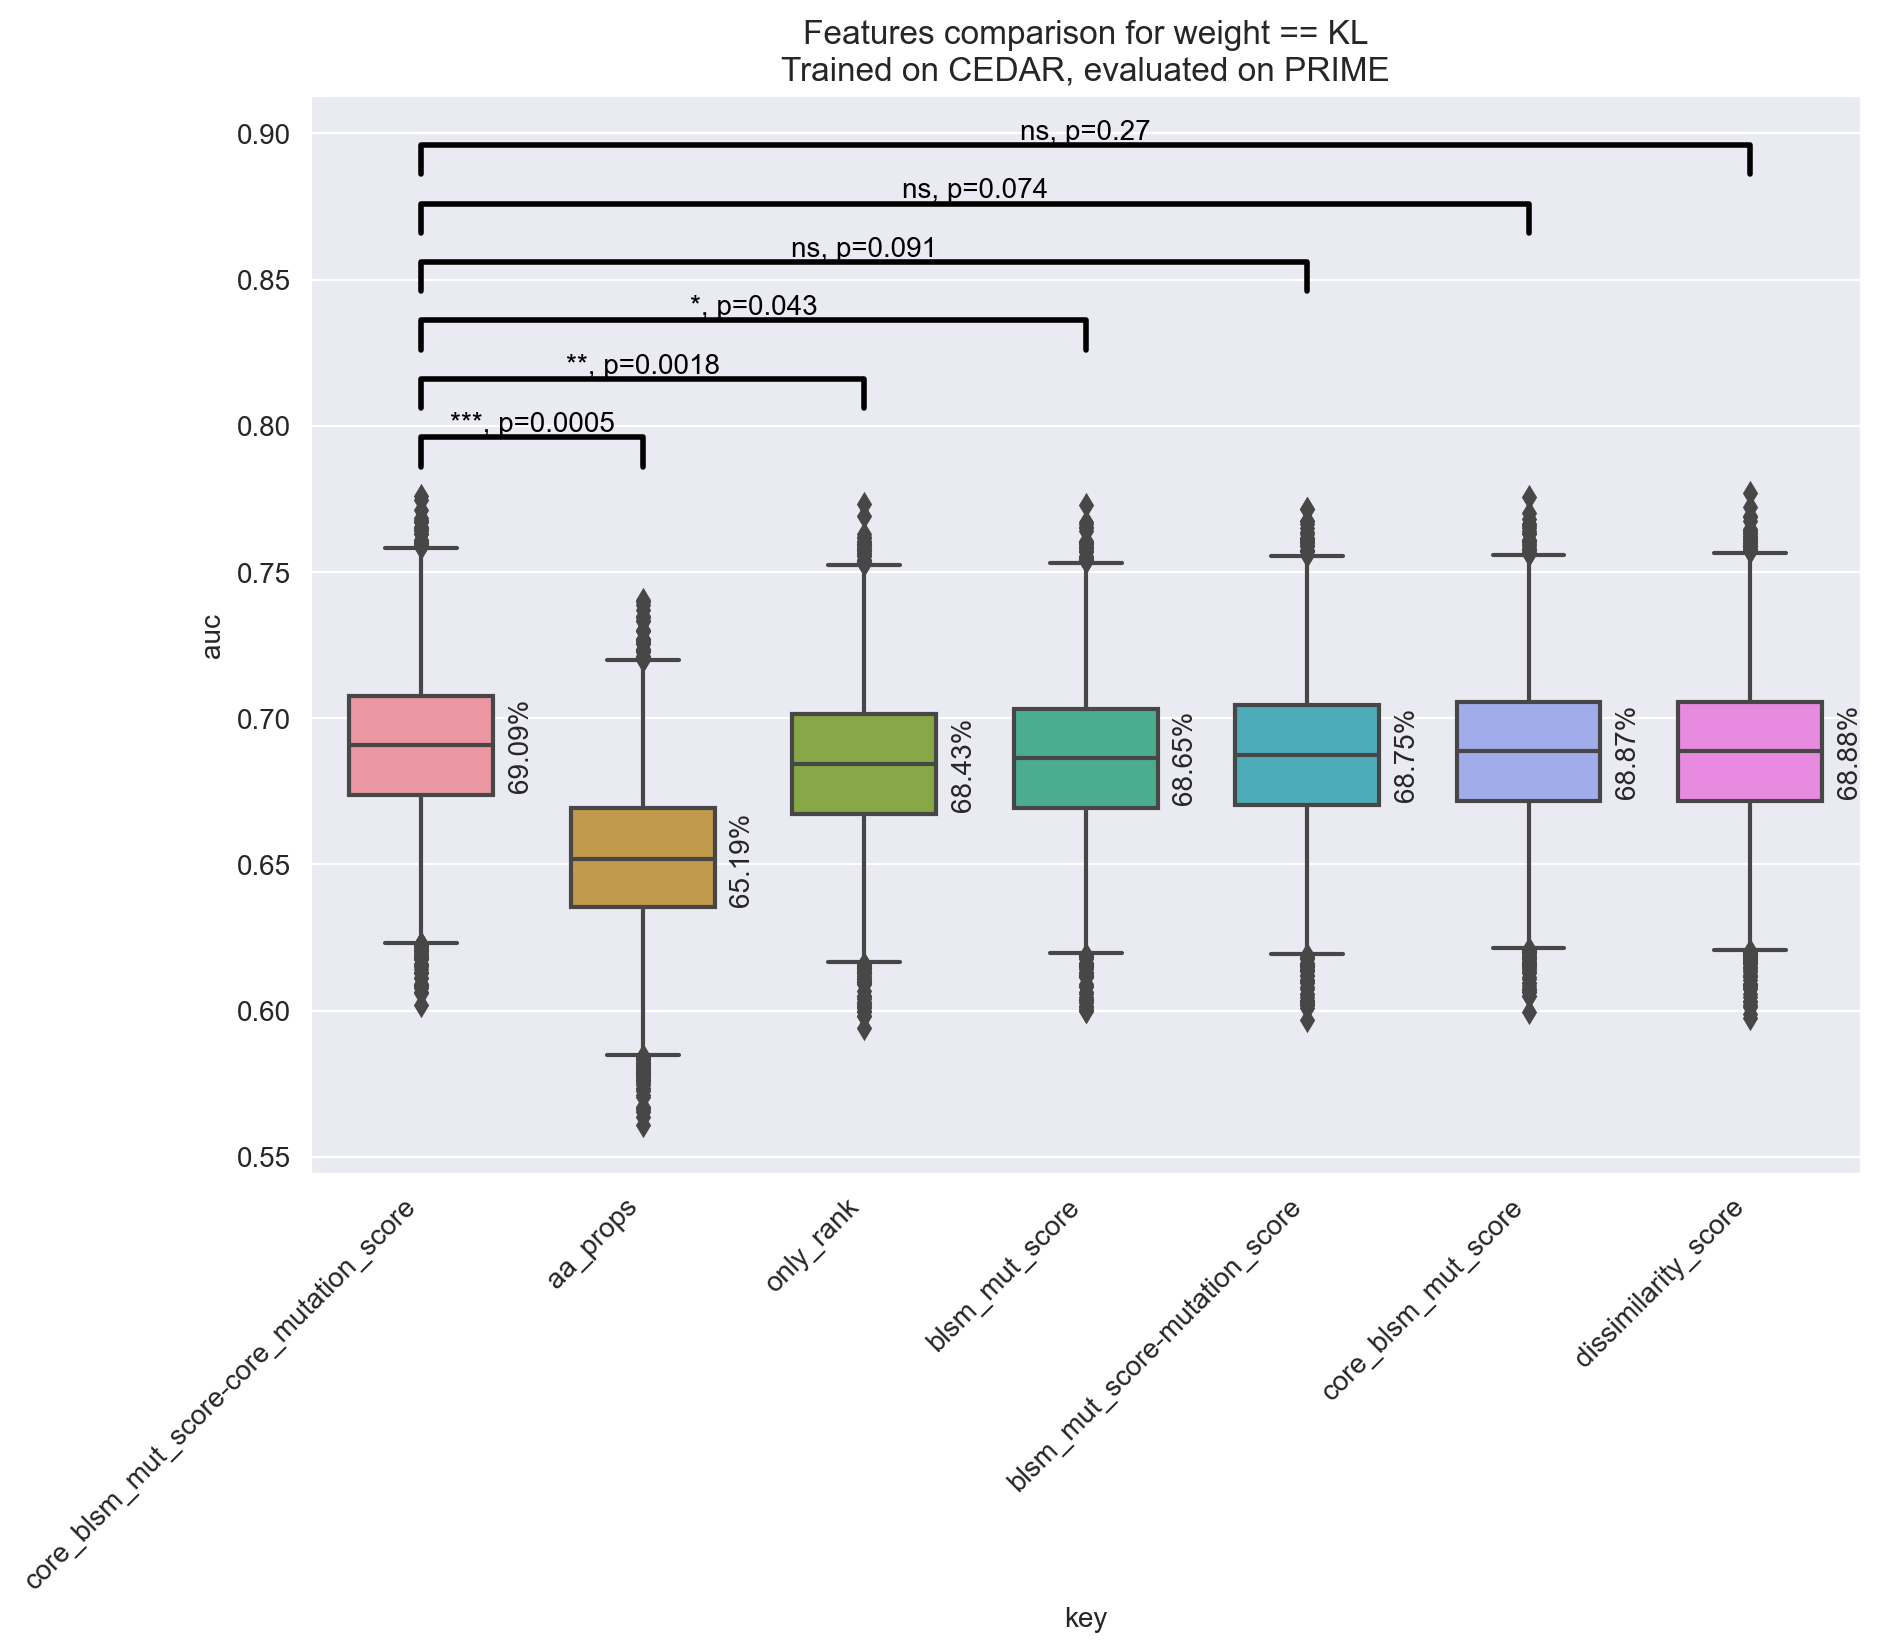 Features comparison for weight == KL
Trained on CEDAR, evaluated on PRIME
0.90
0.85
0.80
0.75
0.70
0.65
0.60
0.55
auc
ns, p=0.27
ns, p=0.074
ns, p=0.091
*, p=0.043
**, p=0.0018
***, p=0.0005
69.09%
65.19%
68.43%
68.65%
68.75%
68.87%
68.88%
core_blsm_mut_score-core_mutation_score
aa_props
only_rank
blsm_mut_score
blsm_mut_score-mutation_score
core_blsm_mut_score
dissimilarity_score
key